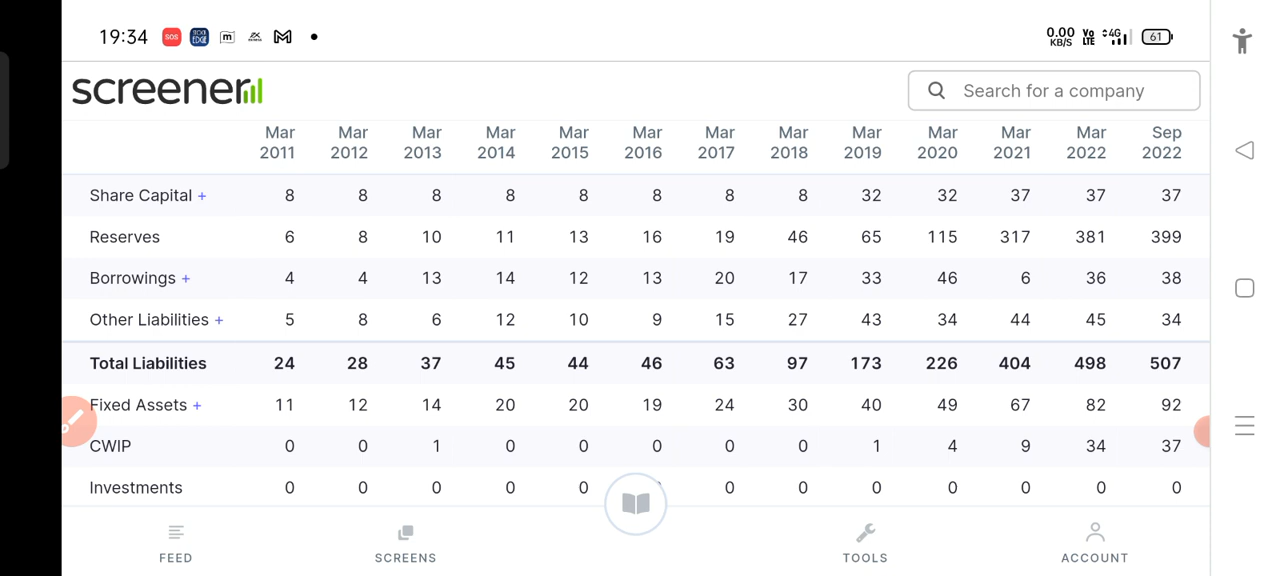 19:34 SOS STOCK EDGE m 0.00 KB/S Vo LTE 4G 61
screener Search for a company
Mar 2011 Mar 2012 Mar 2013 Mar 2014 Mar 2015 Mar 2016 Mar 2017 Mar 2018 Mar 2019 Mar 2020 Mar 2021 Mar 2022 Sep 2022
Share Capital + 8 8 8 8 8 8 8 8 32 32 37 37 37
Reserves 6 8 10 11 13 16 19 46 65 115 317 381 399
Borrowings + 4 4 13 14 12 13 20 17 33 46 6 36 38
Other Liabilities + 5 8 6 12 10 9 15 27 43 34 44 45 34
Total Liabilities 24 28 37 45 44 46 63 97 173 226 404 498 507
Fixed Assets + 11 12 14 20 20 19 24 30 40 49 67 82 92
CWIP 0 0 1 0 0 0 0 0 1 4 9 34 37
Investments 0 0 0 0 0 0 0 0 0 0 0 0
FEED SCREENS TOOLS ACCOUNT